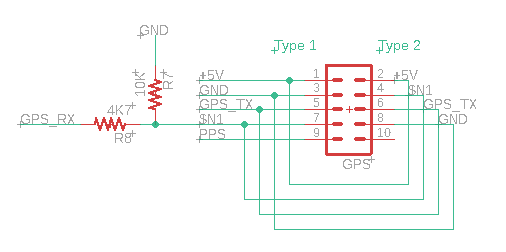 GND
Type 1
Type 2
10K
R7
+5V
1
2
+5V
GND
3
4
$N1
GPS_TX
5
6
GPS_TX
GPS_RX
4K7
R8
$N1
7
8
GND
PPS
9
10
GPS